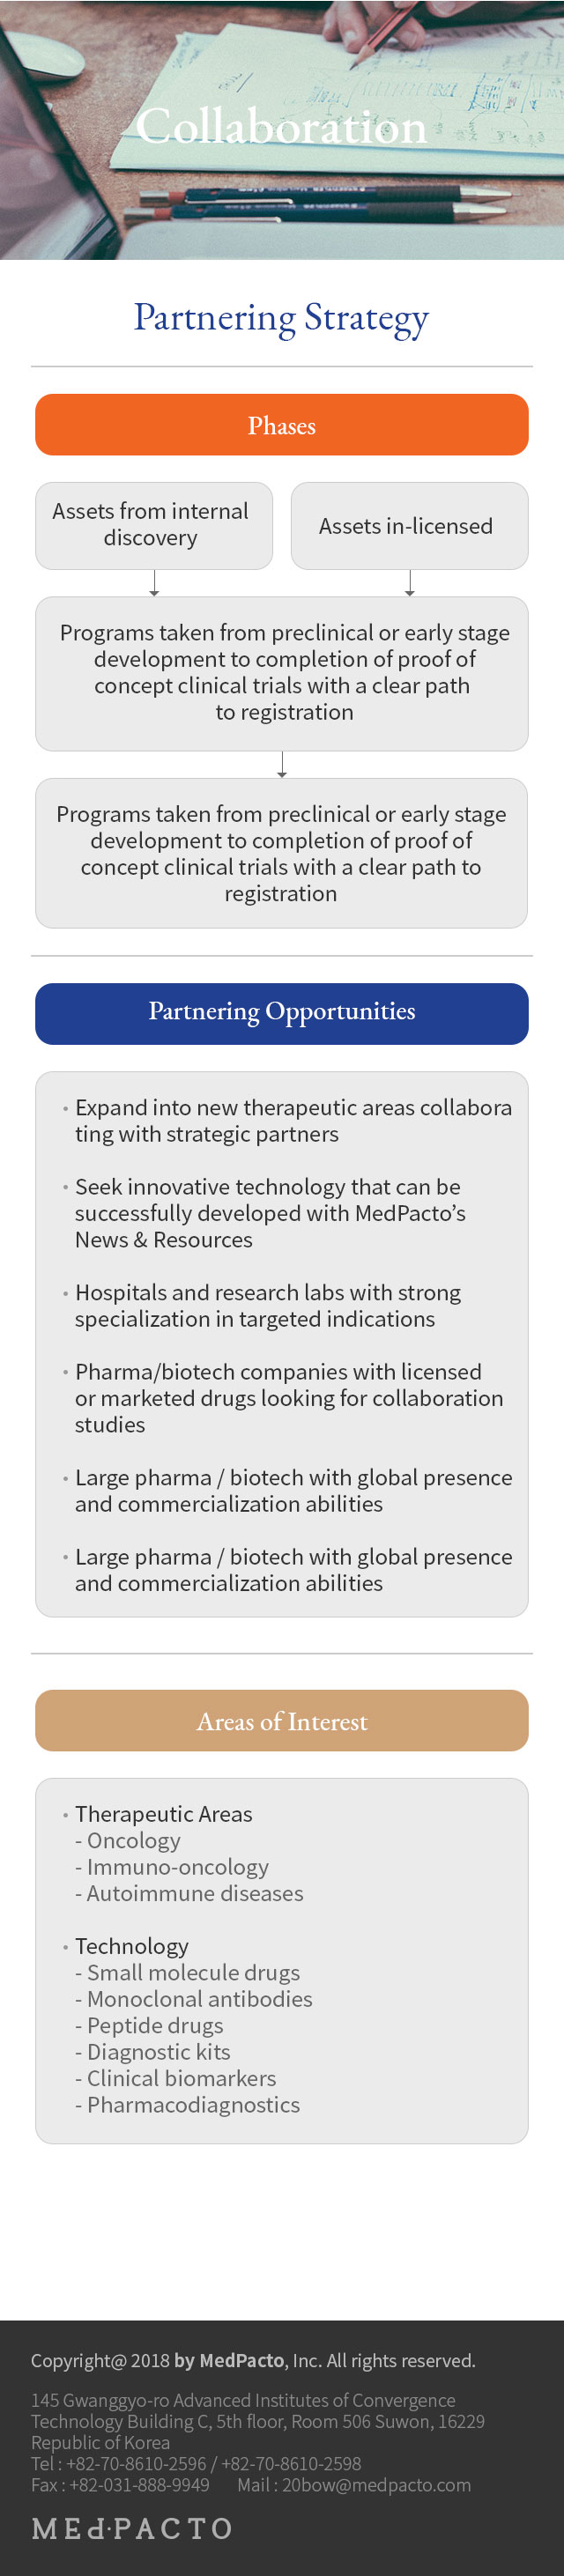 Collaboration
Partnering Strategy
Phases
Assets from internal
discovery
Assets in-licensed
Programs taken from preclinical or early stage
development to completion of proof of
concept clinical trials with a clear path
to registration
Programs taken from preclinical or early stage
development to completion of proof of
concept clinical trials with a clear path to
registration
Partnering Opportunities
• Expand into new therapeutic areas collabora
ting with strategic partners
• Seek innovative technology that can be
successfully developed with MedPacto’s
News & Resources
• Hospitals and research labs with strong
specialization in targeted indications
• Pharma/biotech companies with licensed
or marketed drugs looking for collaboration
studies
• Large pharma / biotech with global presence
and commercialization abilities
• Large pharma / biotech with global presence
and commercialization abilities
Areas of Interest
• Therapeutic Areas
- Oncology
- Immuno-oncology
- Autoimmune diseases
• Technology
- Small molecule drugs
- Monoclonal antibodies
- Peptide drugs
- Diagnostic kits
- Clinical biomarkers
- Pharmacodiagnostics
Copyright@ 2018 by MedPacto, Inc. All rights reserved.
145 Gwanggyo-ro Advanced Institutes of Convergence
Technology Building C, 5th floor, Room 506 Suwon, 16229
Republic of Korea
Tel : +82-70-8610-2596 / +82-70-8610-2598
Fax : +82-031-888-9949 Mail : 20bow@medpacto.com
MEd·PACTO